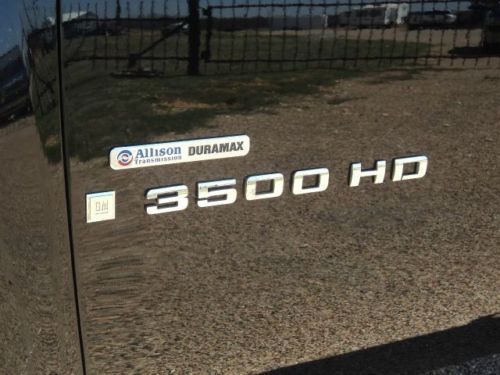 Allison DURAMAX
Transmission
GM
3500 HD